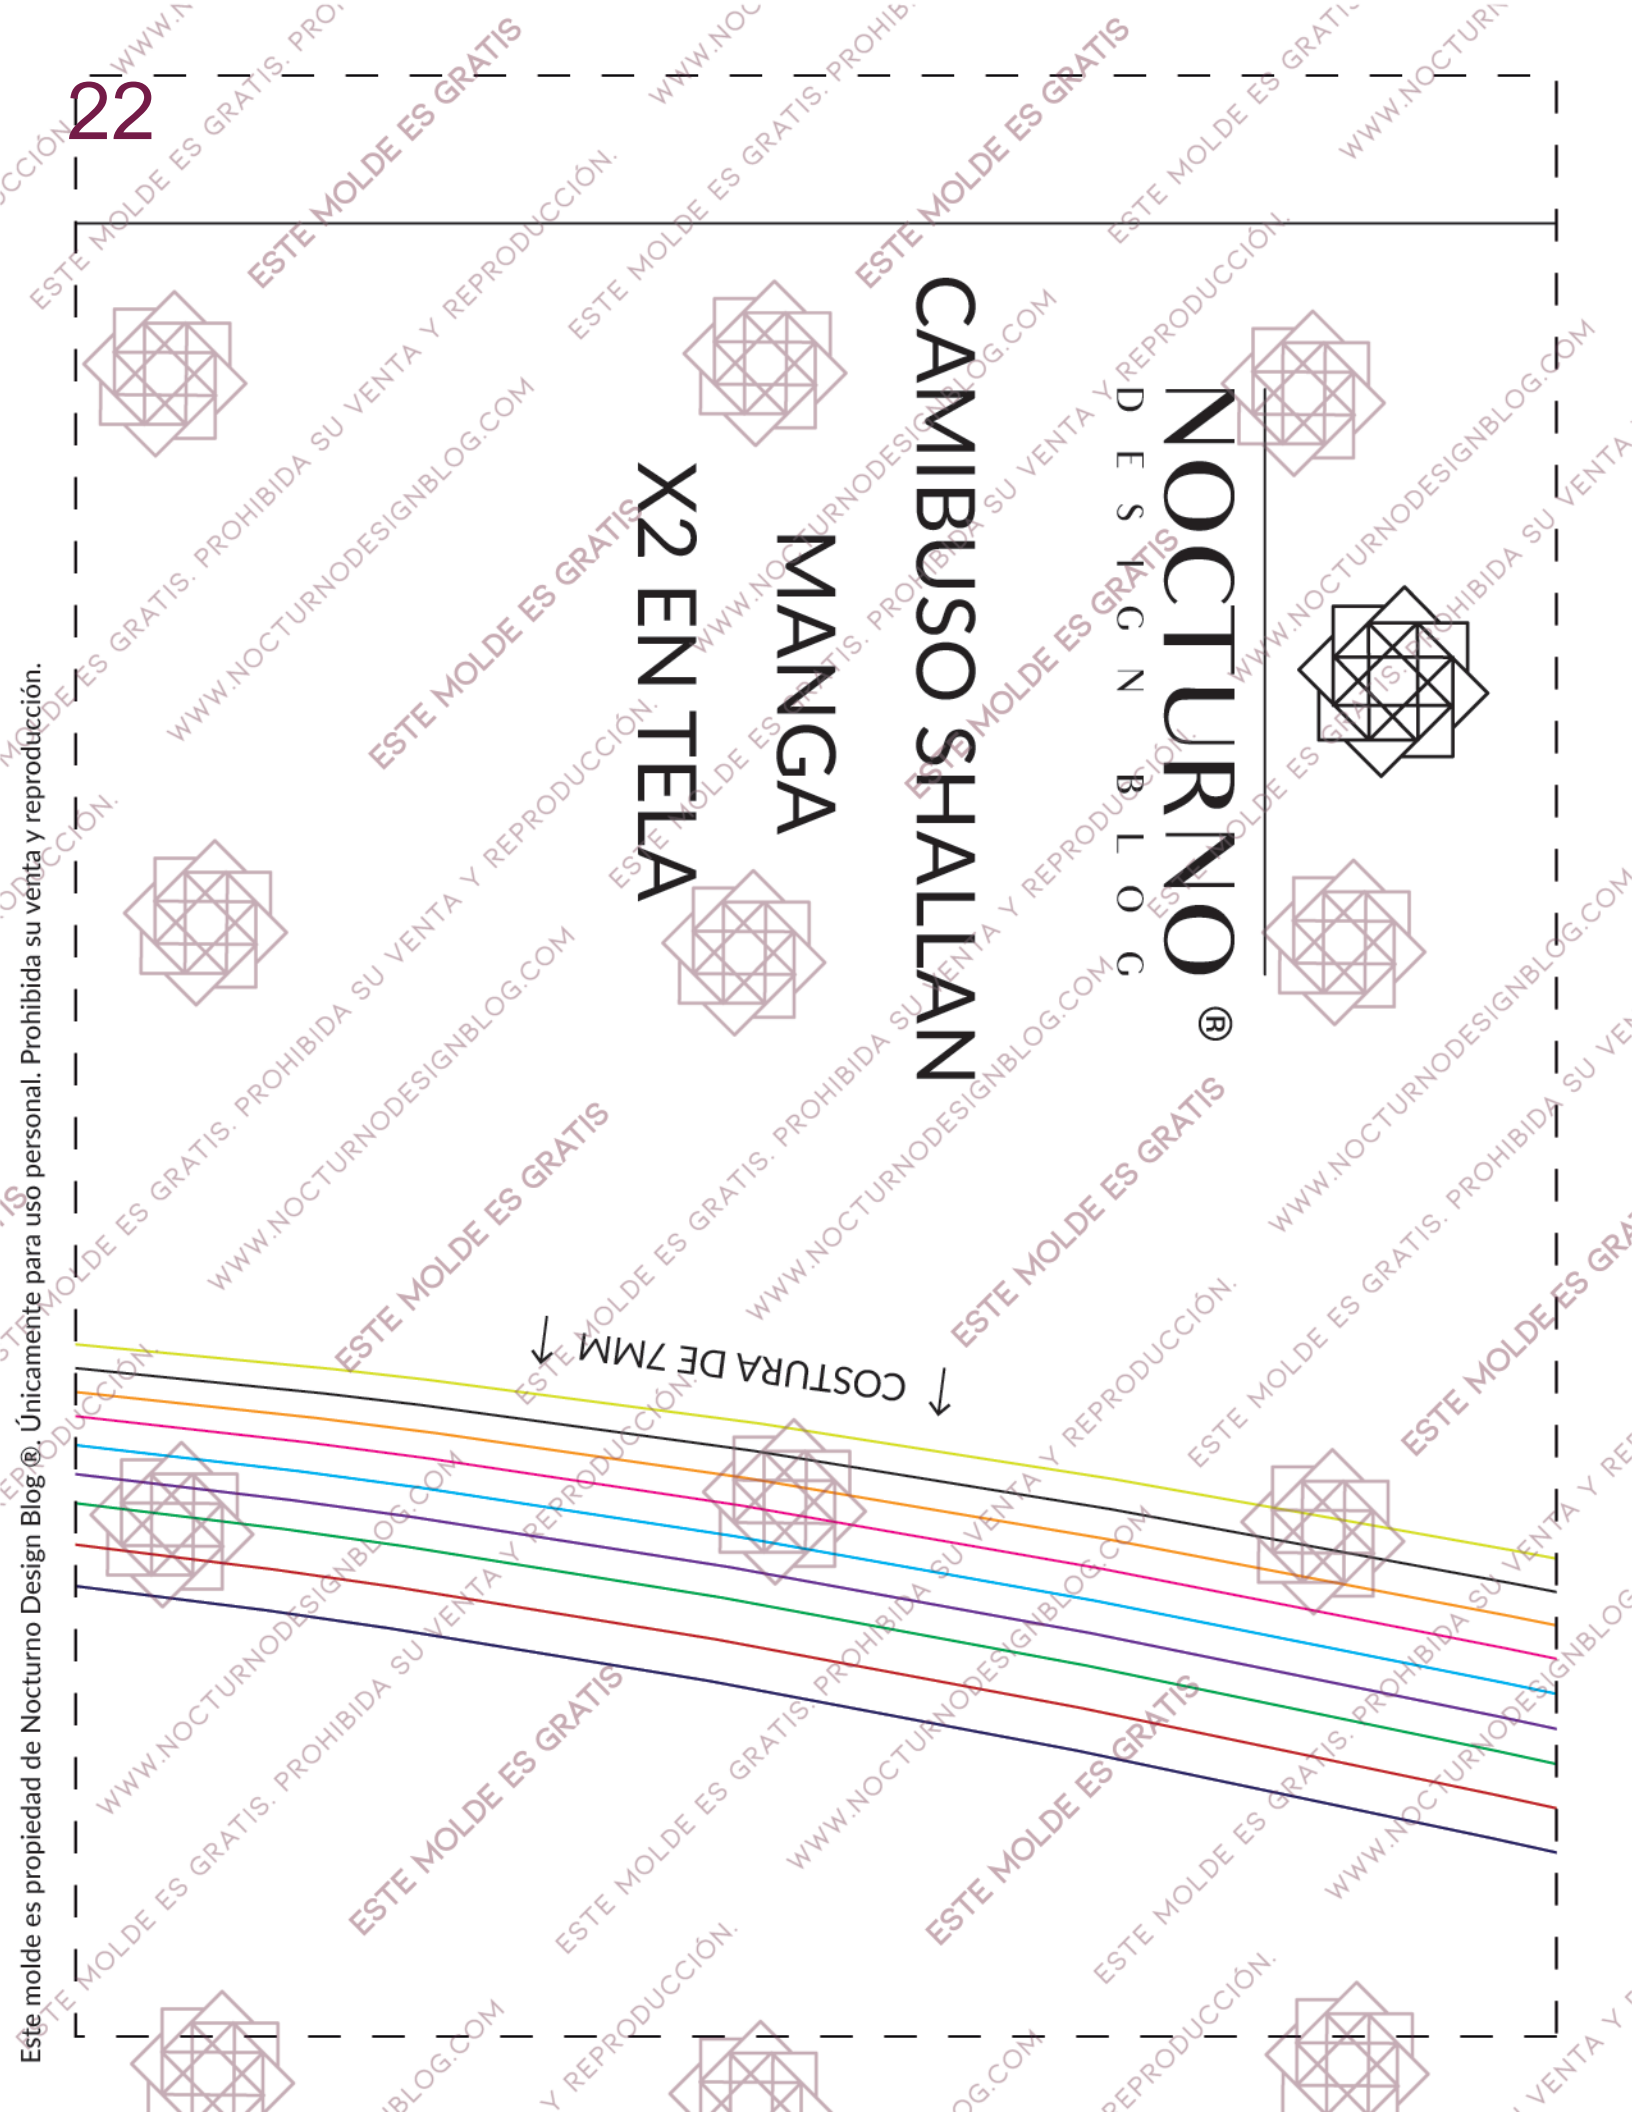 22
NOCTURNO ®
DESIGN BLOG
CAMIBUSO SHALLAN
MANGA
X2 EN TELA
COSTURA DE 7MM
Este molde es propiedad de Nocturno Design Blog ®. Únicamente para uso personal. Prohibida su venta y reproducción.
ESTE MOLDE ES GRATIS
ESTE MOLDE ES GRATIS. PROHIBIDA SU VENTA Y REPRODUCCIÓN.
WWW.NOCTURNODESIGNBLOG.COM